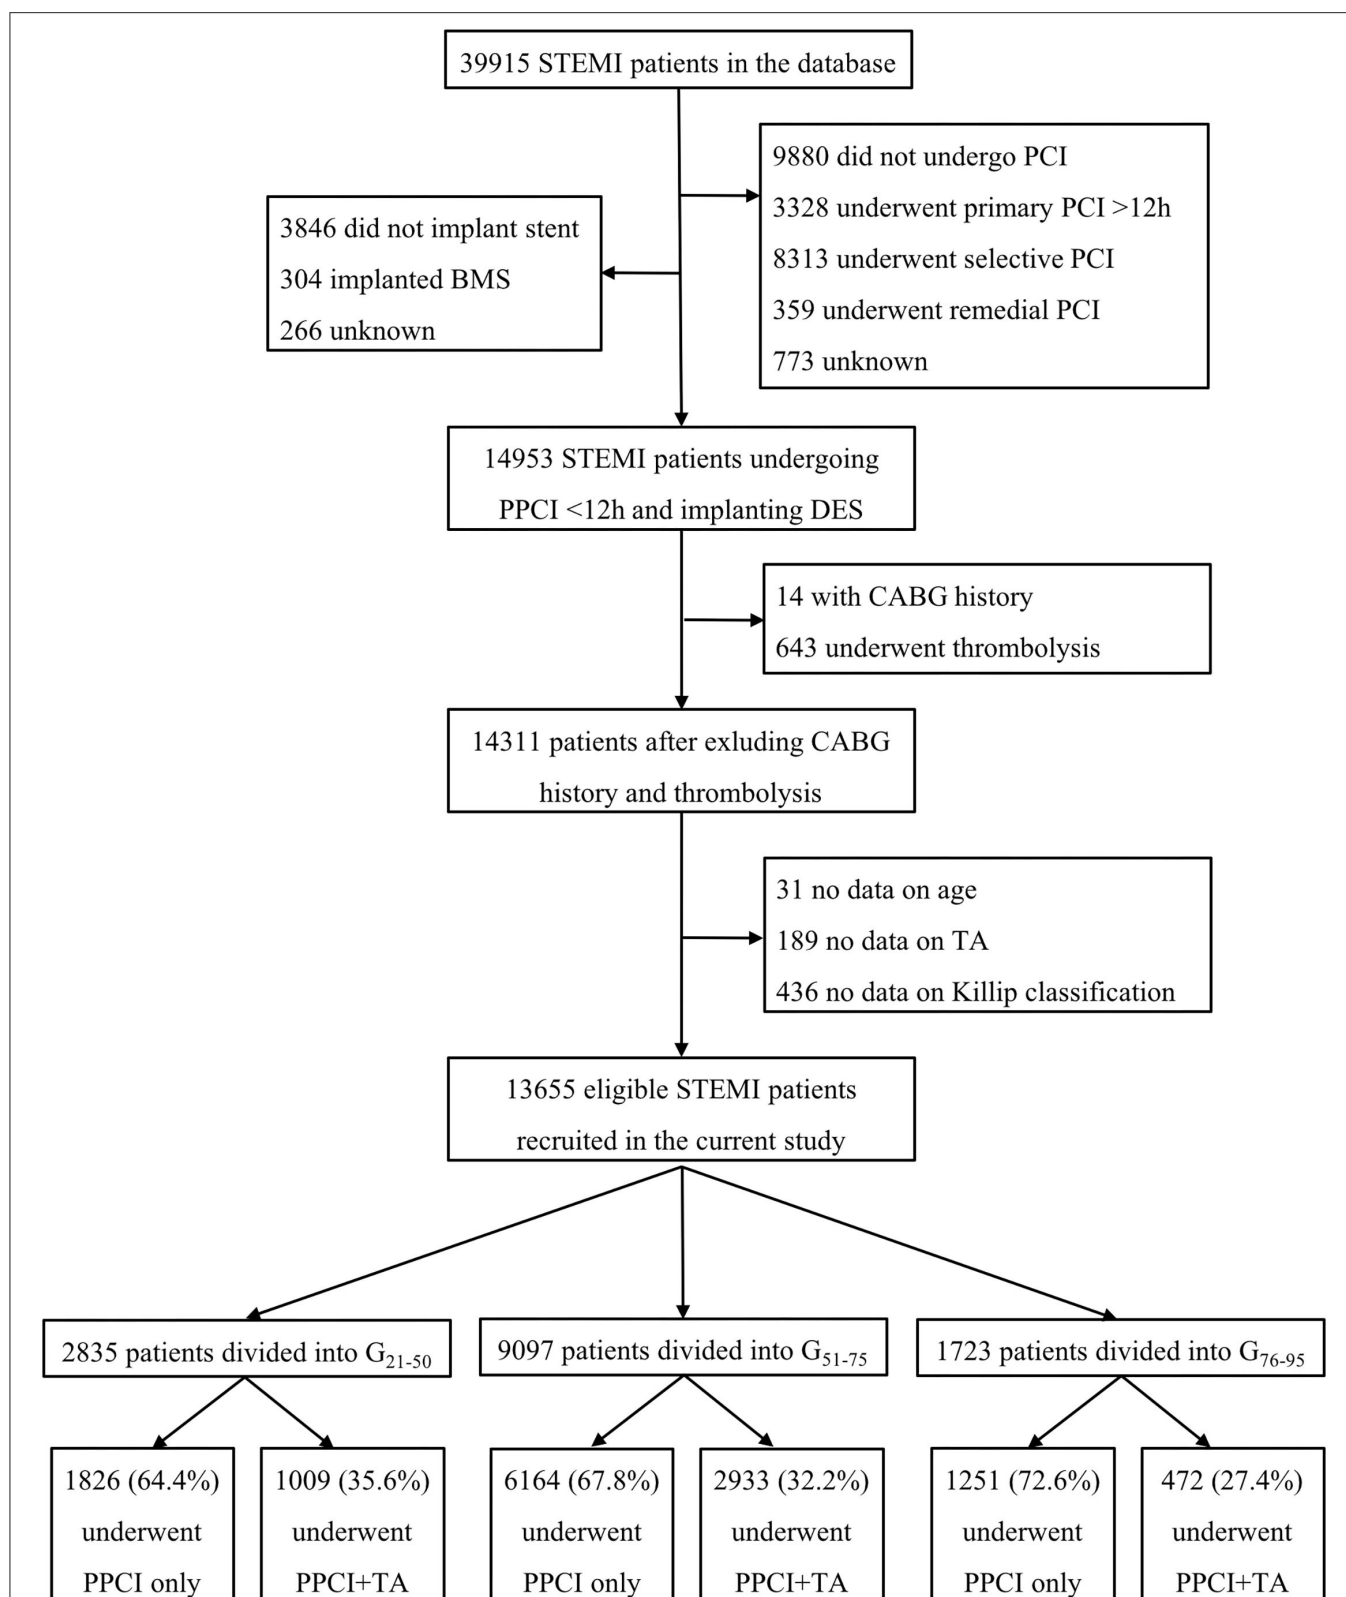 39915 STEMI patients in the database
9880 did not undergo PCI
3328 underwent primary PCI >12h
8313 underwent selective PCI
359 underwent remedial PCI
773 unknown
3846 did not implant stent
304 implanted BMS
266 unknown
14953 STEMI patients undergoing
PPCI <12h and implanting DES
14 with CABG history
643 underwent thrombolysis
14311 patients after exluding CABG
history and thrombolysis
31 no data on age
189 no data on TA
436 no data on Killip classification
13655 eligible STEMI patients
recruited in the current study
2835 patients divided into G21-50
9097 patients divided into G51-75
1723 patients divided into G76-95
1826 (64.4%)
underwent
PPCI only
1009 (35.6%)
underwent
PPCI+TA
6164 (67.8%)
underwent
PPCI only
2933 (32.2%)
underwent
PPCI+TA
1251 (72.6%)
underwent
PPCI only
472 (27.4%)
underwent
PPCI+TA